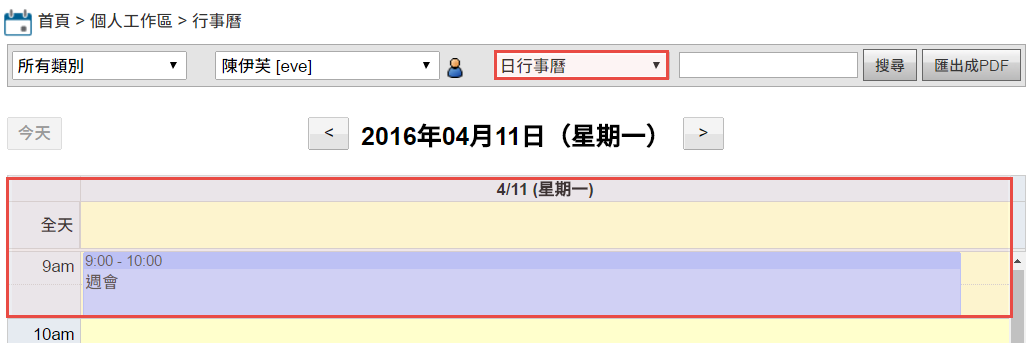 首頁 > 個人工作區 > 行事曆
所有類別 陳伊芙 [eve] 日行事曆 搜尋 匯出成PDF
今天 < 2016年04月11日（星期一） >
4/11 (星期一)
全天
9am 9:00 - 10:00
週會
10am